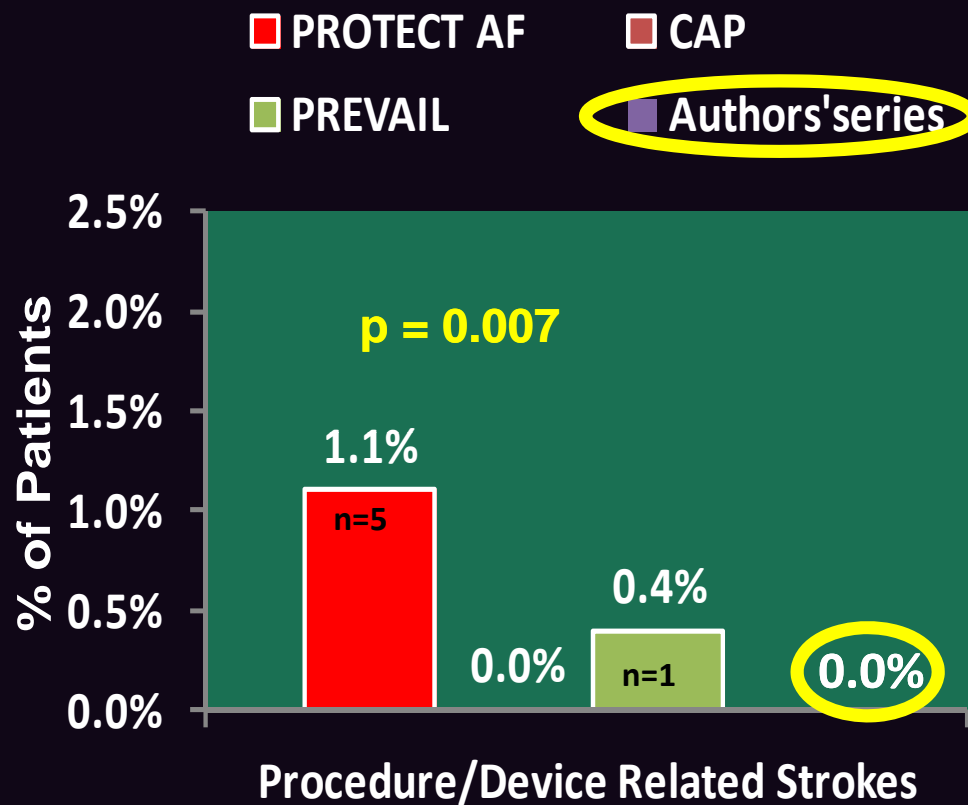 PROTECT AF
CAP
PREVAIL
Authors'series
% of Patients
2.5%
2.0%
1.5%
1.0%
0.5%
0.0%
p = 0.007
1.1%
n=5
0.0%
0.4%
n=1
0.0%
Procedure/Device Related Strokes